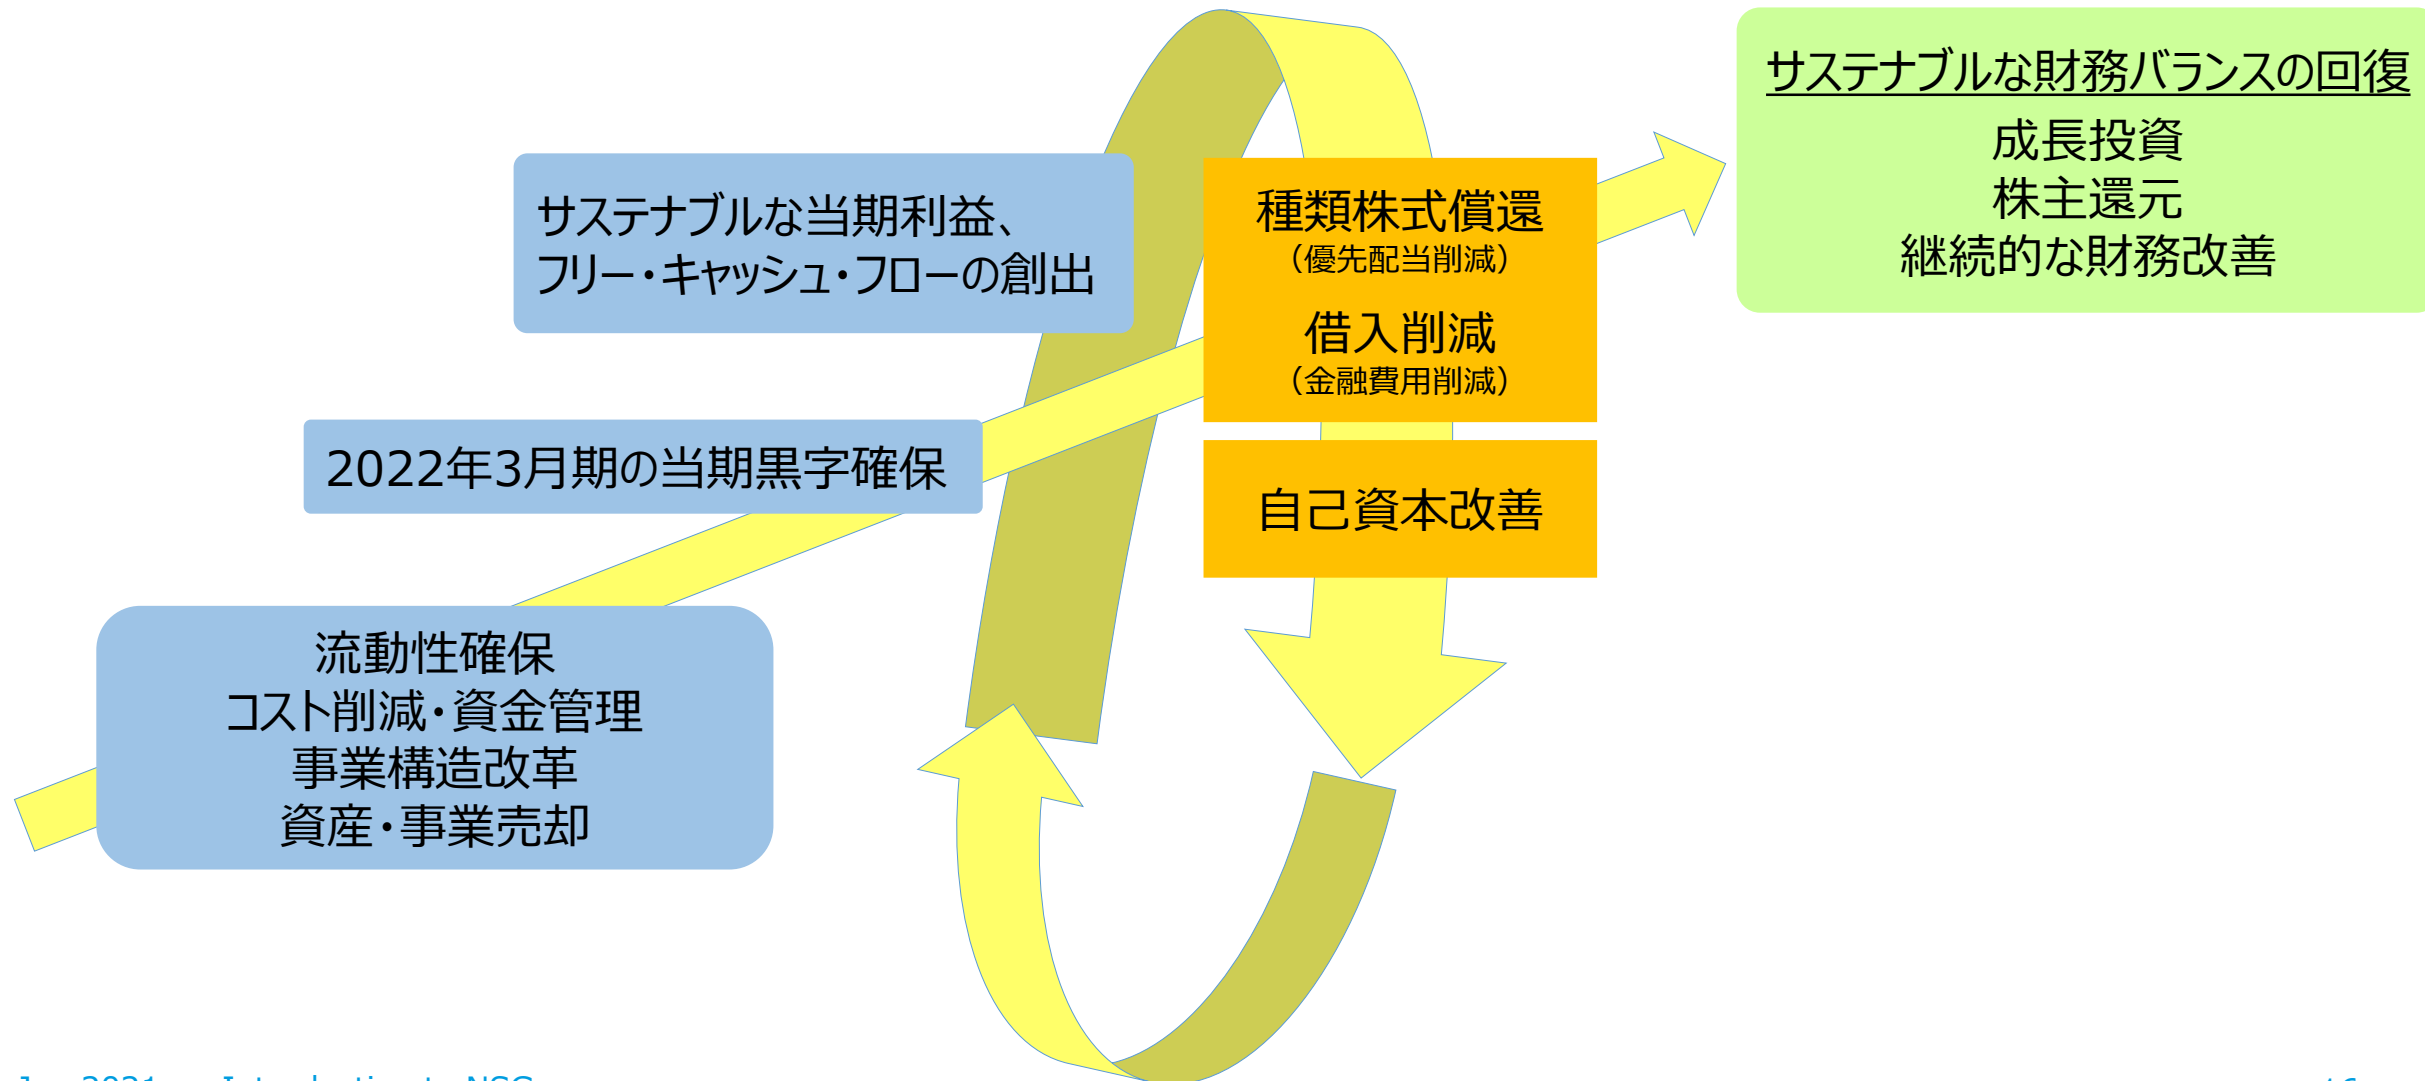 サステナブルな財務バランスの回復
成長投資
株主還元
継続的な財務改善
サステナブルな当期利益、
フリー・キャッシュ・フローの創出
種類株式償還
（優先配当削減）
借入削減
（金融費用削減）
2022年3月期の当期黒字確保
自己資本改善
流動性確保
コスト削減・資金管理
事業構造改革
資産・事業売却
2021 Introduction to NSG